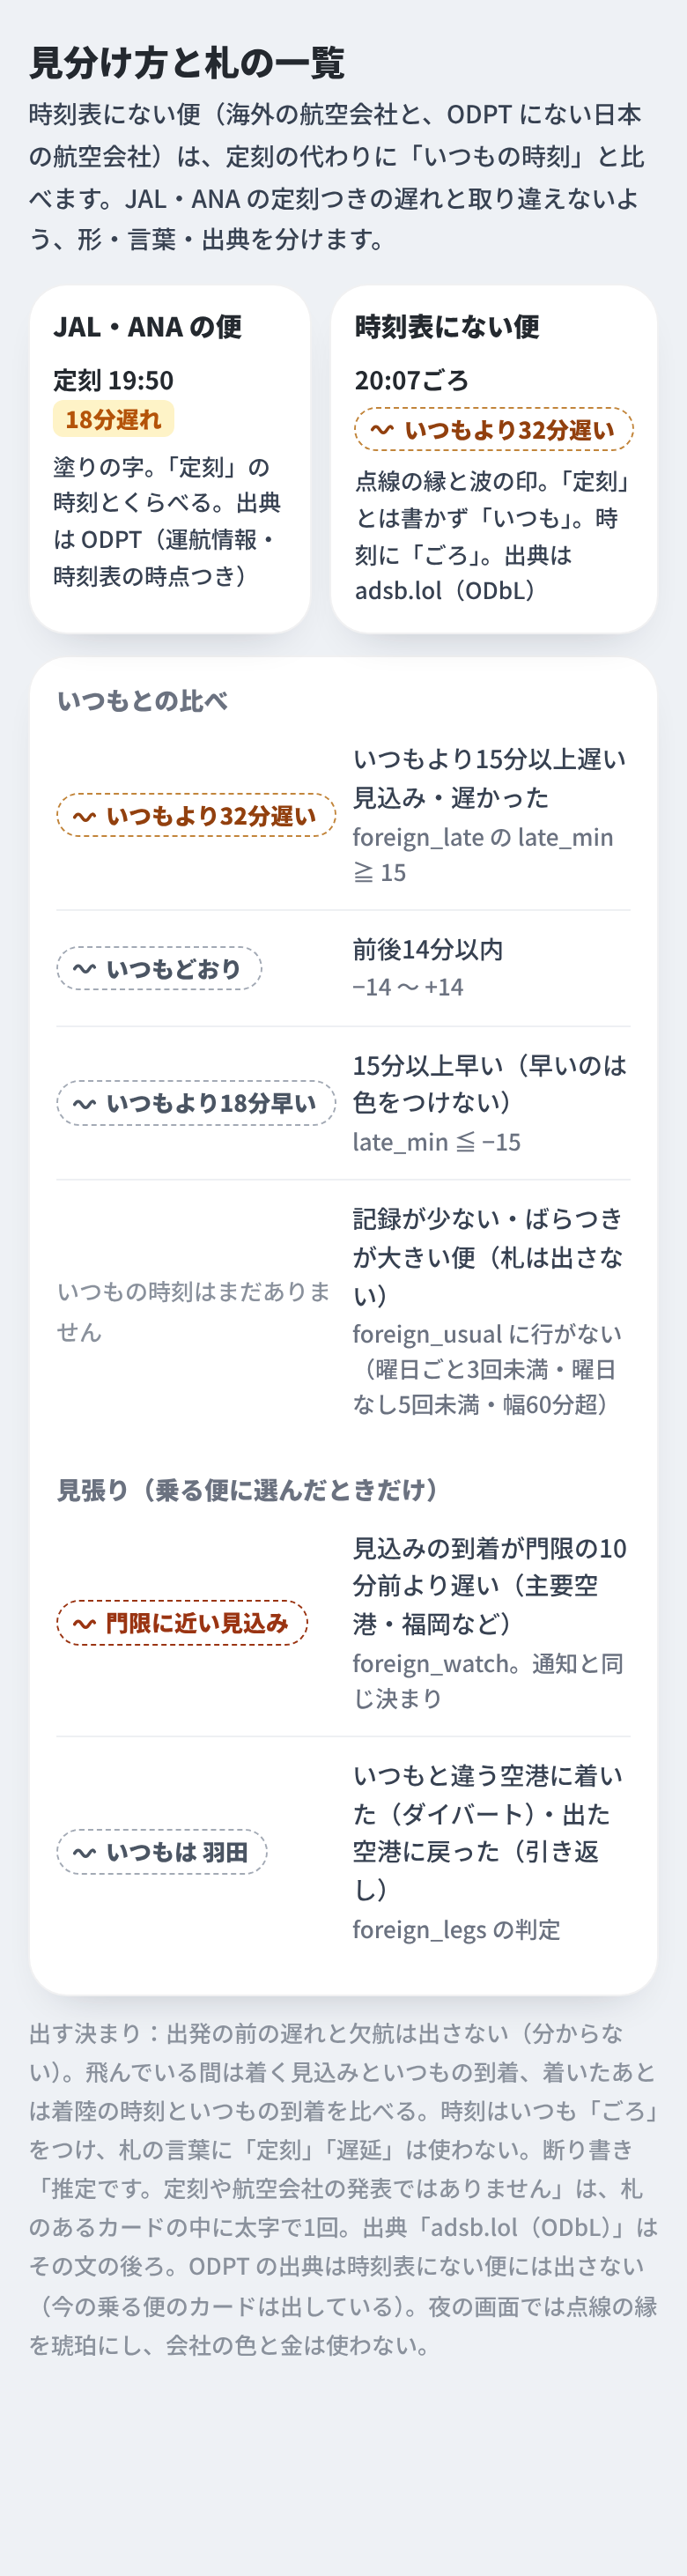 見分け方と札の一覧
時刻表にない便（海外の航空会社と、ODPT にない日本
の航空会社）は、定刻の代わりに「いつもの時刻」と比
べます。JAL・ANA の定刻つきの遅れと取り違えないよ
う、形・言葉・出典を分けます。
JAL・ANA の便
定刻 19:50
18分遅れ
塗りの字。「定刻」の
時刻とくらべる。出典
は ODPT（運航情報・
時刻表の時点つき）
時刻表にない便
20:07ごろ
〜 いつもより32分遅い
点線の縁と波の印。「定刻」
とは書かず「いつも」。時
刻に「ごろ」。出典は
adsb.lol（ODbL）
いつもとの比べ
〜 いつもより32分遅い
いつもより15分以上遅い
見込み・遅かった
foreign_late の late_min
≧ 15
〜 いつもどおり
前後14分以内
−14 〜 +14
〜 いつもより18分早い
15分以上早い（早いのは
色をつけない）
late_min ≦ −15
いつもの時刻はまだありま
せん
記録が少ない・ばらつき
が大きい便（札は出さな
い）
foreign_usual に行がない
（曜日ごと3回未満・曜日
なし5回未満・幅60分超）
見張り（乗る便に選んだときだけ）
〜 門限に近い見込み
見込みの到着が門限の10
分前より遅い（主要空
港・福岡など）
foreign_watch。通知と同
じ決まり
〜 いつもは 羽田
いつもと違う空港に着い
た（ダイバート）・出た
空港に戻った（引き返
し）
foreign_legs の判定
出す決まり：出発の前の遅れと欠航は出さない（分からな
い）。飛んでいる間は着く見込みといつもの到着、着いたあと
は着陸の時刻といつもの到着を比べる。時刻はいつも「ごろ」
をつけ、札の言葉に「定刻」「遅延」は使わない。断り書き
「推定です。定刻や航空会社の発表ではありません」は、札
のあるカードの中に太字で1回。出典「adsb.lol（ODbL）」は
その文の後ろ。ODPT の出典は時刻表にない便には出さない
（今の乗る便のカードは出している）。夜の画面では点線の縁
を琥珀にし、会社の色と金は使わない。